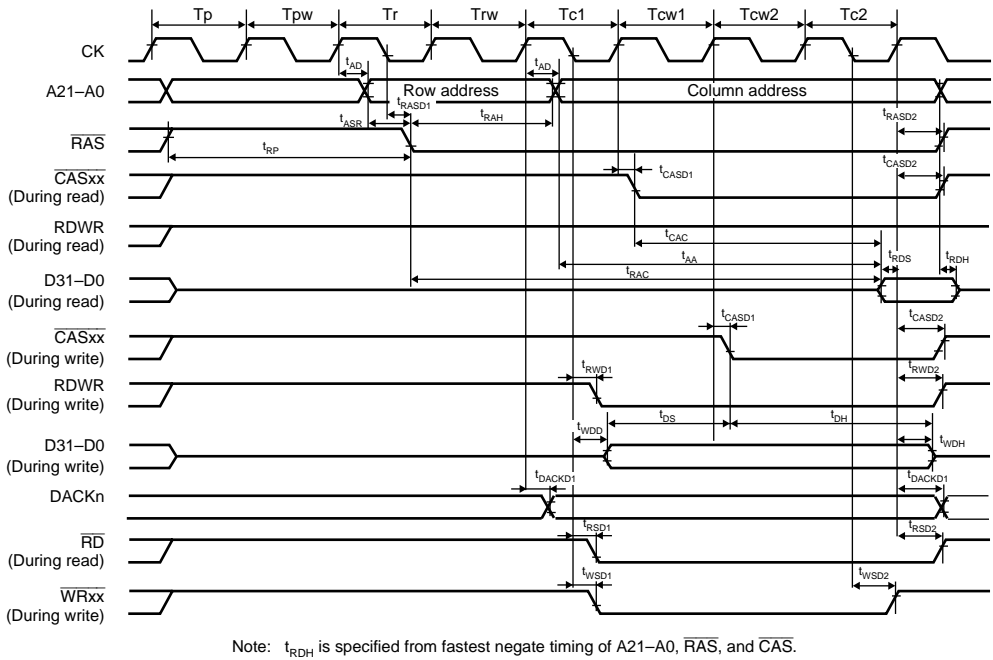 Tp Tpw Tr Trw Tc1 Tcw1 Tcw2 Tc2
CK
tAD tAD
A21–A0 Row address Column address
tRASD1 tRASD2
tASR tRAH
RAS
tRP
CASxx tCASD1 tCASD2
(During read)
RDWR
(During read)
tCAC
tAA tRDS tRDH
tRAC
D31–D0
(During read)
tCASD1 tCASD2
CASxx
(During write)
RDWR tRWD1 tRWD2
(During write)
tDS tDH
D31–D0 tWDD tWDH
(During write)
tDACKD1 tDACKD1
DACKn
tRSD1 tRSD2
RD
(During read)
tWSD1 tWSD2
WRxx
(During write)
Note: tRDH is specified from fastest negate timing of A21–A0, RAS, and CAS.